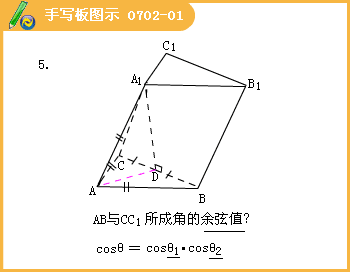 手写板图示 0702-01
5.
C₁
A₁
B₁
C
D
A
B
AB与CC₁所成角的余弦值?
cosθ = cosθ₁•cosθ₂